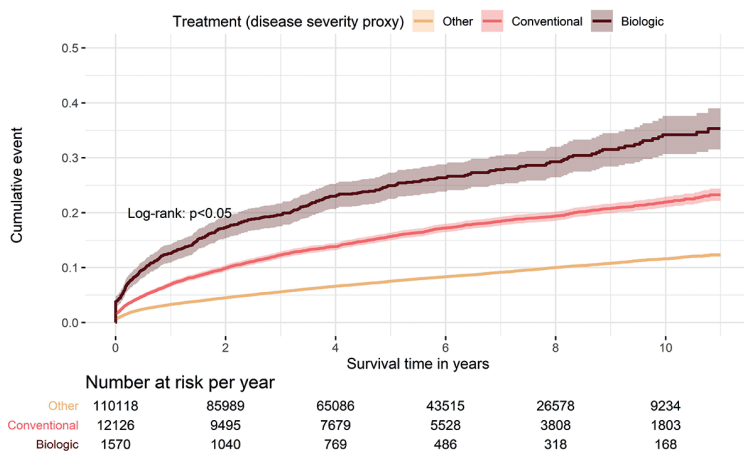 Treatment (disease severity proxy) Other Conventional Biologic
0.5
0.4
0.3
0.2
0.1
0.0
Cumulative event
Log-rank: p<0.05
0 2 4 6 8 10
Survival time in years
Number at risk per year
Other 110118 85989 65086 43515 26578 9234
Conventional 12126 9495 7679 5528 3808 1803
Biologic 1570 1040 769 486 318 168